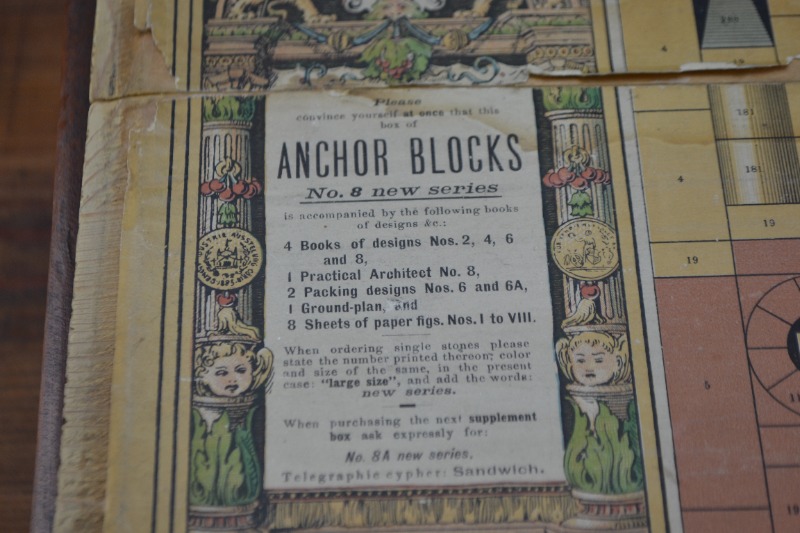 Please
convince yourself at once that this
box of
ANCHOR BLOCKS
No. 8 new series
is accompanied by the following books
of designs &c.:
4 Books of designs Nos. 2, 4, 6
and 8,
1 Practical Architect No. 8,
2 Packing designs Nos. 6 and 6A,
1 Ground-plan, and
8 Sheets of paper figs. Nos. I to VIII.
When ordering single stones please
state the number printed thereon; color
and size of the same, in the present
case: "large size", and add the words:
new series.
When purchasing the next supplement
box ask expressly for:
No. 8A new series.
Telegraphic cypher: Sandwich.
4
19
181
4
181
19
19
5